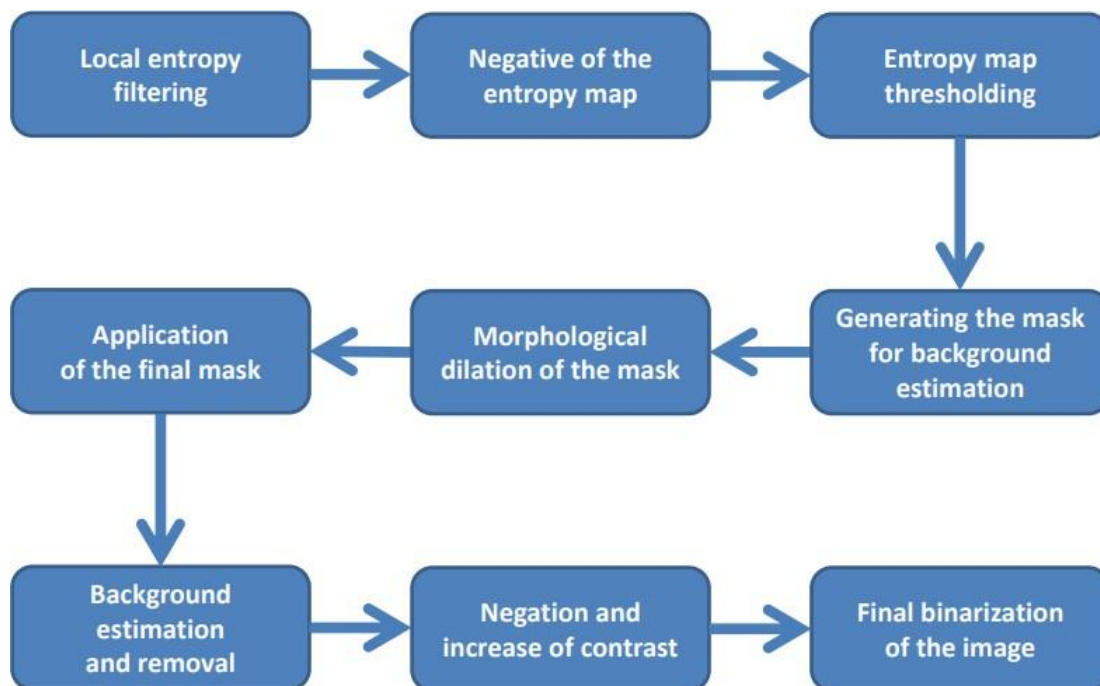 Local entropy
filtering
Negative of the
entropy map
Entropy map
thresholding
Generating the mask
for background
estimation
Morphological
dilation of the mask
Application
of the final mask
Background
estimation
and removal
Negation and
increase of contrast
Final binarization
of the image